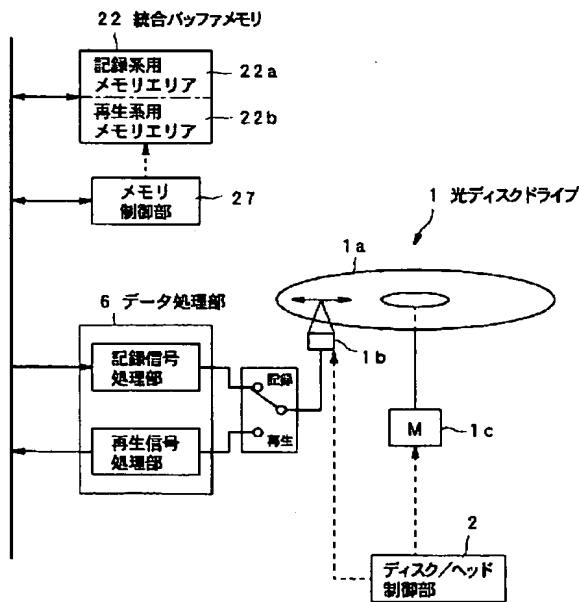 22 統合バッファメモリ
記録系用
メモリエリア
22a
再生系用
メモリエリア
22b
メモリ
制御部
27
1 光ディスクドライブ
1a
6 データ処理部
記録信号
処理部
記録
1b
再生信号
処理部
再生
M
1c
2
ディスク/ヘッド
制御部